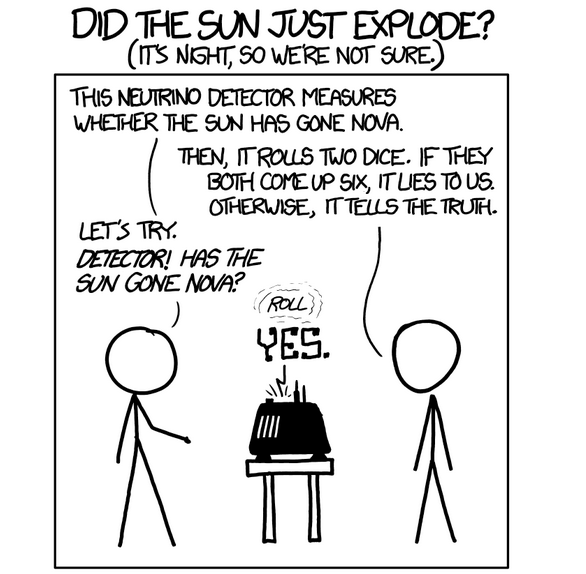 DID THE SUN JUST EXPLODE?
(IT'S NIGHT, SO WE'RE NOT SURE.)
THIS NEUTRINO DETECTOR MEASURES
WHETHER THE SUN HAS GONE NOVA.
THEN, IT ROLLS TWO DICE. IF THEY
BOTH COME UP SIX, IT LIES TO US.
OTHERWISE, IT TELLS THE TRUTH.
LET'S TRY.
DETECTOR! HAS THE
SUN GONE NOVA?
ROLL
YES.